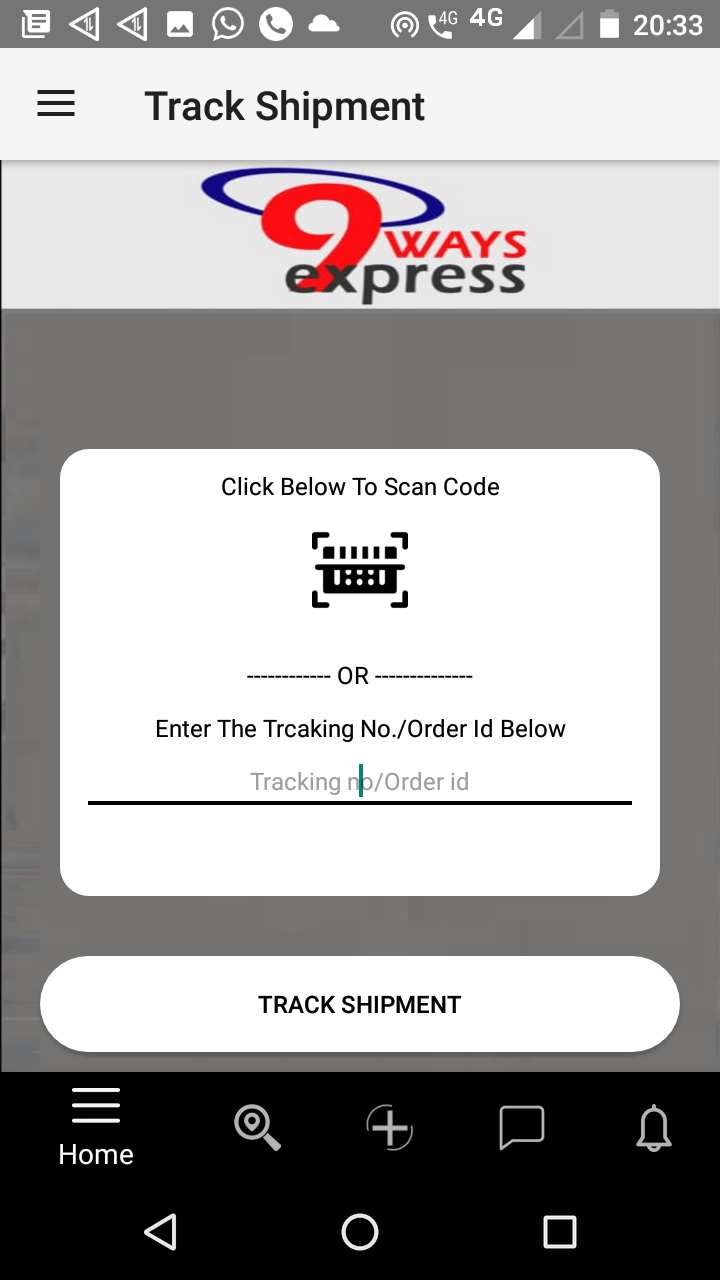 4G 4G 20:33
Track Shipment
9 WAYS
express
Click Below To Scan Code
------------ OR --------------
Enter The Trcaking No./Order Id Below
Tracking no/Order id
TRACK SHIPMENT
Home